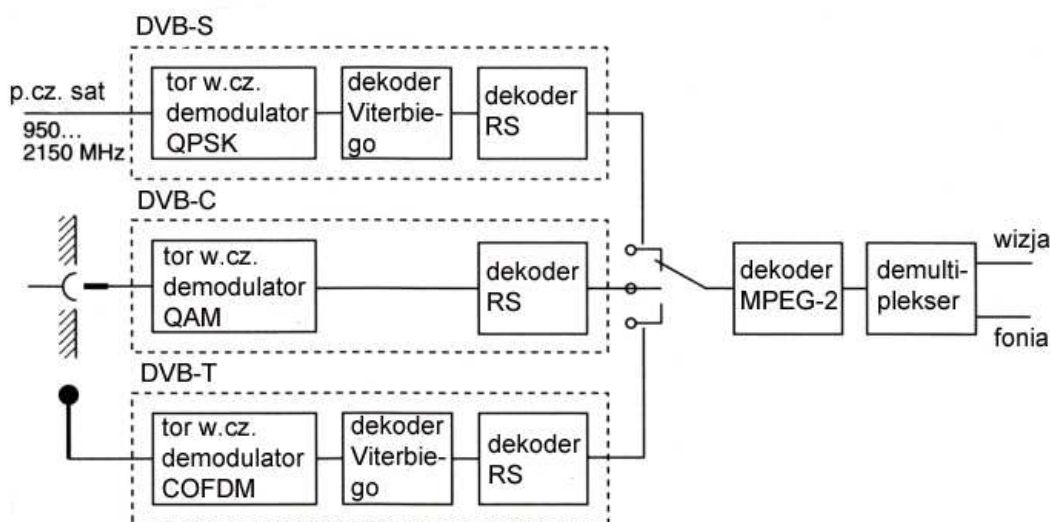 DVB-S
p.cz. sat
950...
2150 MHz
tor w.cz.
demodulator
QPSK
dekoder
Viterbie-
go
dekoder
RS
DVB-C
tor w.cz.
demodulator
QAM
dekoder
RS
DVB-T
tor w.cz.
demodulator
COFDM
dekoder
Viterbie-
go
dekoder
RS
dekoder
MPEG-2
demulti-
plekser
wizja
fonia